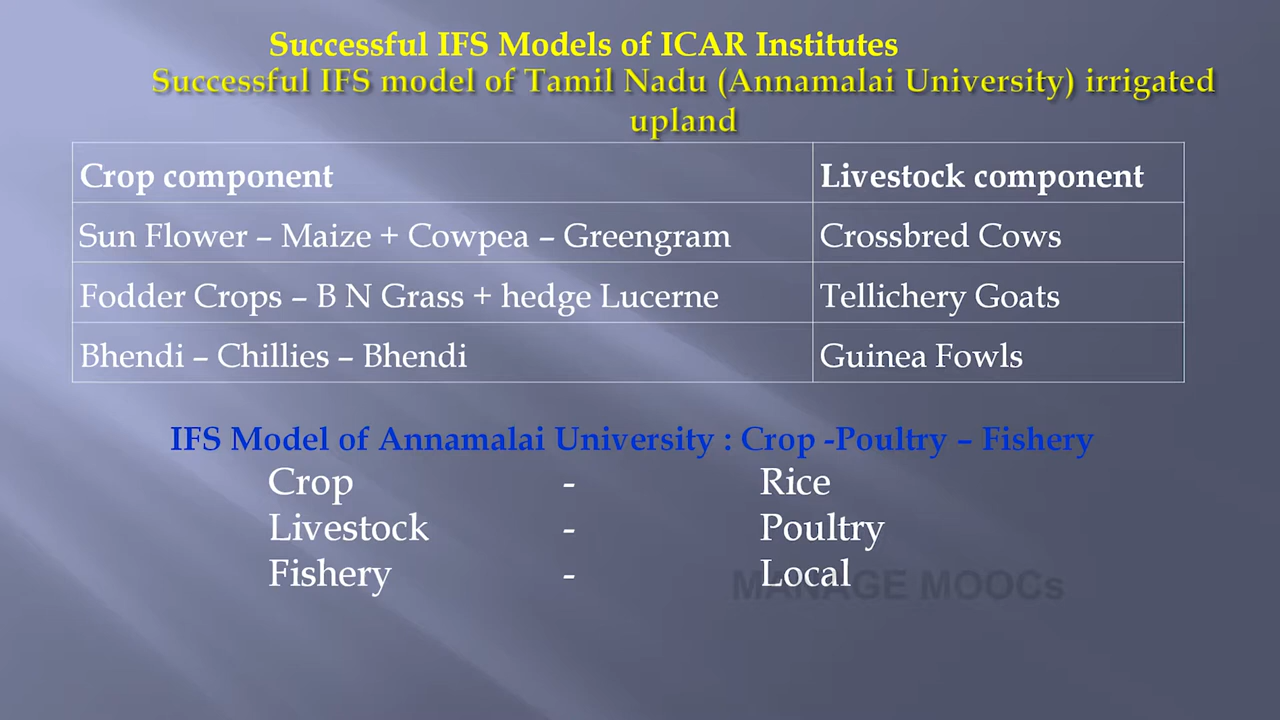 Successful IFS Models of ICAR Institutes
Successful IFS model of Tamil Nadu (Annamalai University) irrigated
upland
Crop component Livestock component
Sun Flower – Maize + Cowpea – Greengram Crossbred Cows
Fodder Crops – B N Grass + hedge Lucerne Tellichery Goats
Bhendi – Chillies – Bhendi Guinea Fowls
IFS Model of Annamalai University : Crop -Poultry – Fishery
Crop - Rice
Livestock - Poultry
Fishery - Local
MANAGE MOOCs